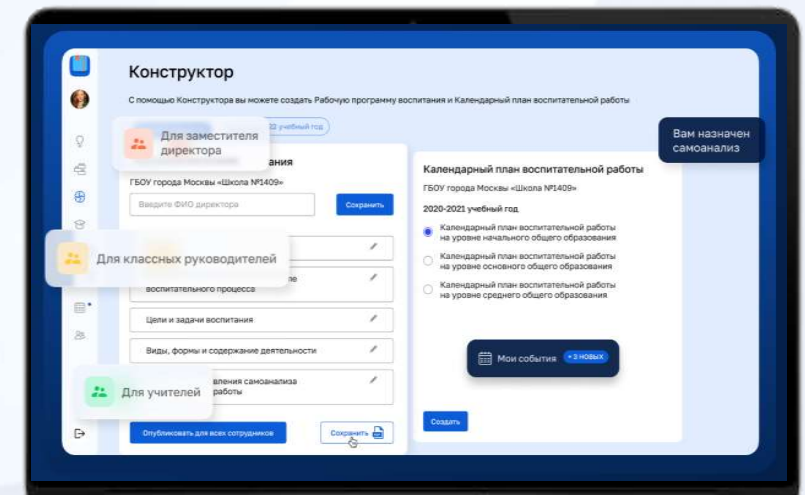 Конструктор
С помощью Конструктора вы можете создать Рабочую программу воспитания и Календарный план воспитательной работы
22 учебный год
Для заместителя
директора
Вам назначен
самоанализ
ания
ГБОУ города Москвы «Школа №1409»
Введите ФИО директора
Сохранить
Для классных руководителей
ле
воспитательного процесса
Цели и задачи воспитания
Виды, формы и содержание деятельности
вления самоанализа
работы
Для учителей
Опубликовать для всех сотрудников
Сохранить
Календарный план воспитательной работы
ГБОУ города Москвы «Школа №1409»
2020-2021 учебный год
Календарный план воспитательной работы
на уровне начального общего образования
Календарный план воспитательной работы
на уровне основного общего образования
Календарный план воспитательной работы
на уровне среднего общего образования
Мои события
+ 3 новых
Создать